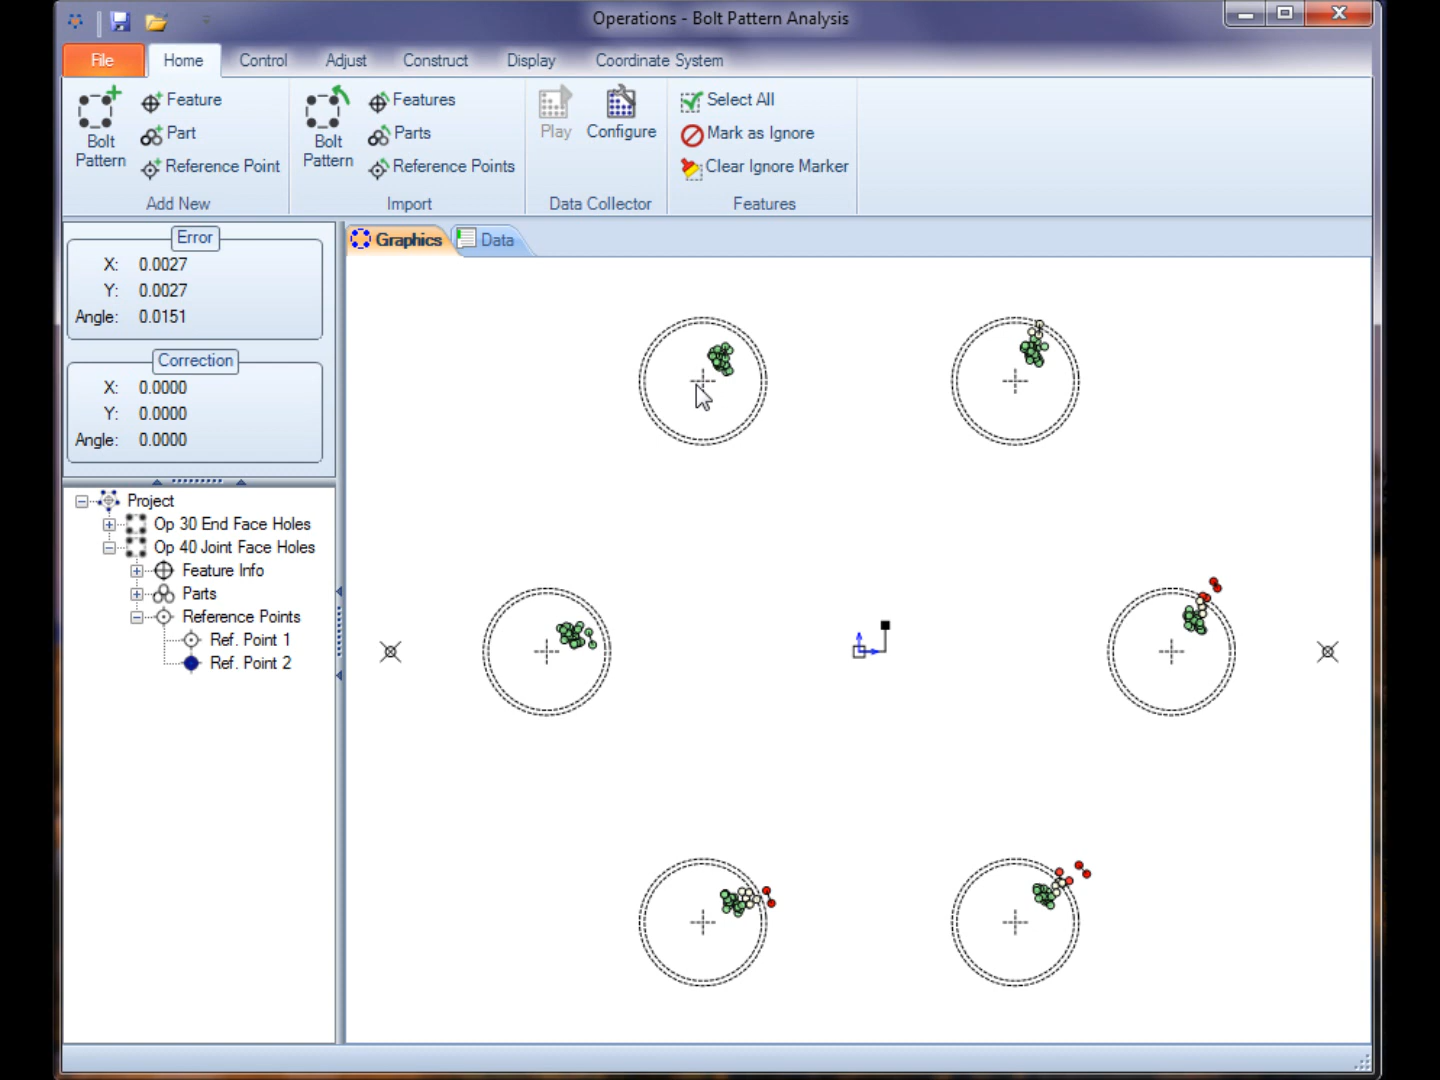 Operations - Bolt Pattern Analysis
File Home Control Adjust Construct Display Coordinate System
Bolt Pattern
Feature
Part
Reference Point
Add New
Bolt Pattern
Features
Parts
Reference Points
Import
Play
Configure
Data Collector
Select All
Mark as Ignore
Clear Ignore Marker
Features
Error
X: 0.0027
Y: 0.0027
Angle: 0.0151
Correction
X: 0.0000
Y: 0.0000
Angle: 0.0000
Project
Op 30 End Face Holes
Op 40 Joint Face Holes
Feature Info
Parts
Reference Points
Ref. Point 1
Ref. Point 2
Graphics
Data